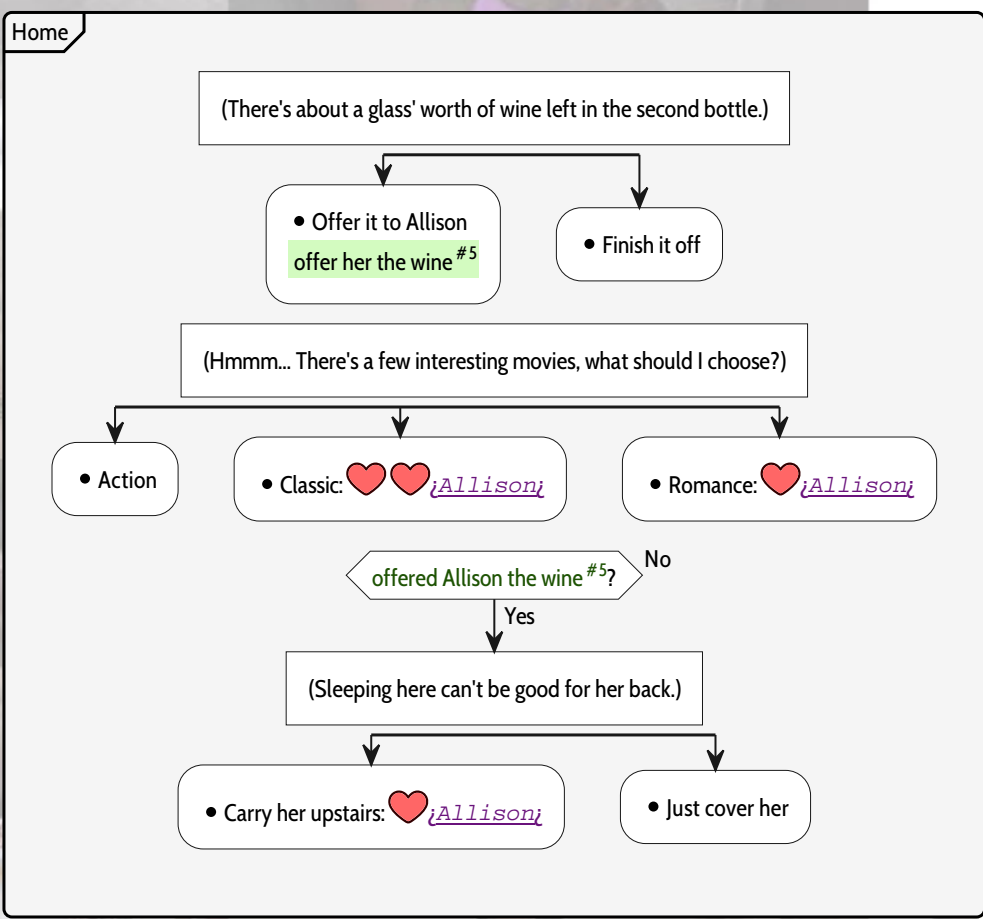 Home
(There's about a glass' worth of wine left in the second bottle.)
• Offer it to Allison
offer her the wine #5
• Finish it off
(Hmmm... There's a few interesting movies, what should I choose?)
• Action
• Classic: ¿Allison¿
• Romance: ¿Allison¿
offered Allison the wine #5?
No
Yes
(Sleeping here can't be good for her back.)
• Carry her upstairs: ¿Allison¿
• Just cover her